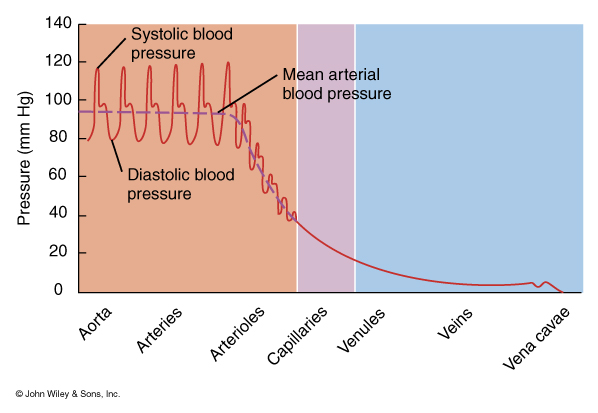 140
120
100
80
60
40
20
0
Pressure (mm Hg)
Systolic blood
pressure
Mean arterial
blood pressure
Diastolic blood
pressure
Aorta
Arteries
Arterioles
Capillaries
Venules
Veins
Vena cavae
© John Wiley & Sons, Inc.